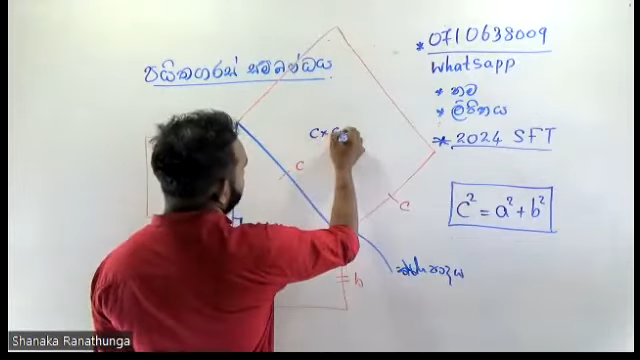 පයිතගරස් සම්බන්ධය
* 0710638009
whatsapp
* නම
* ලිපිනය
* 2024 SFT
c × c
c
c² = a² + b²
c
b
Shanaka Ranathunga